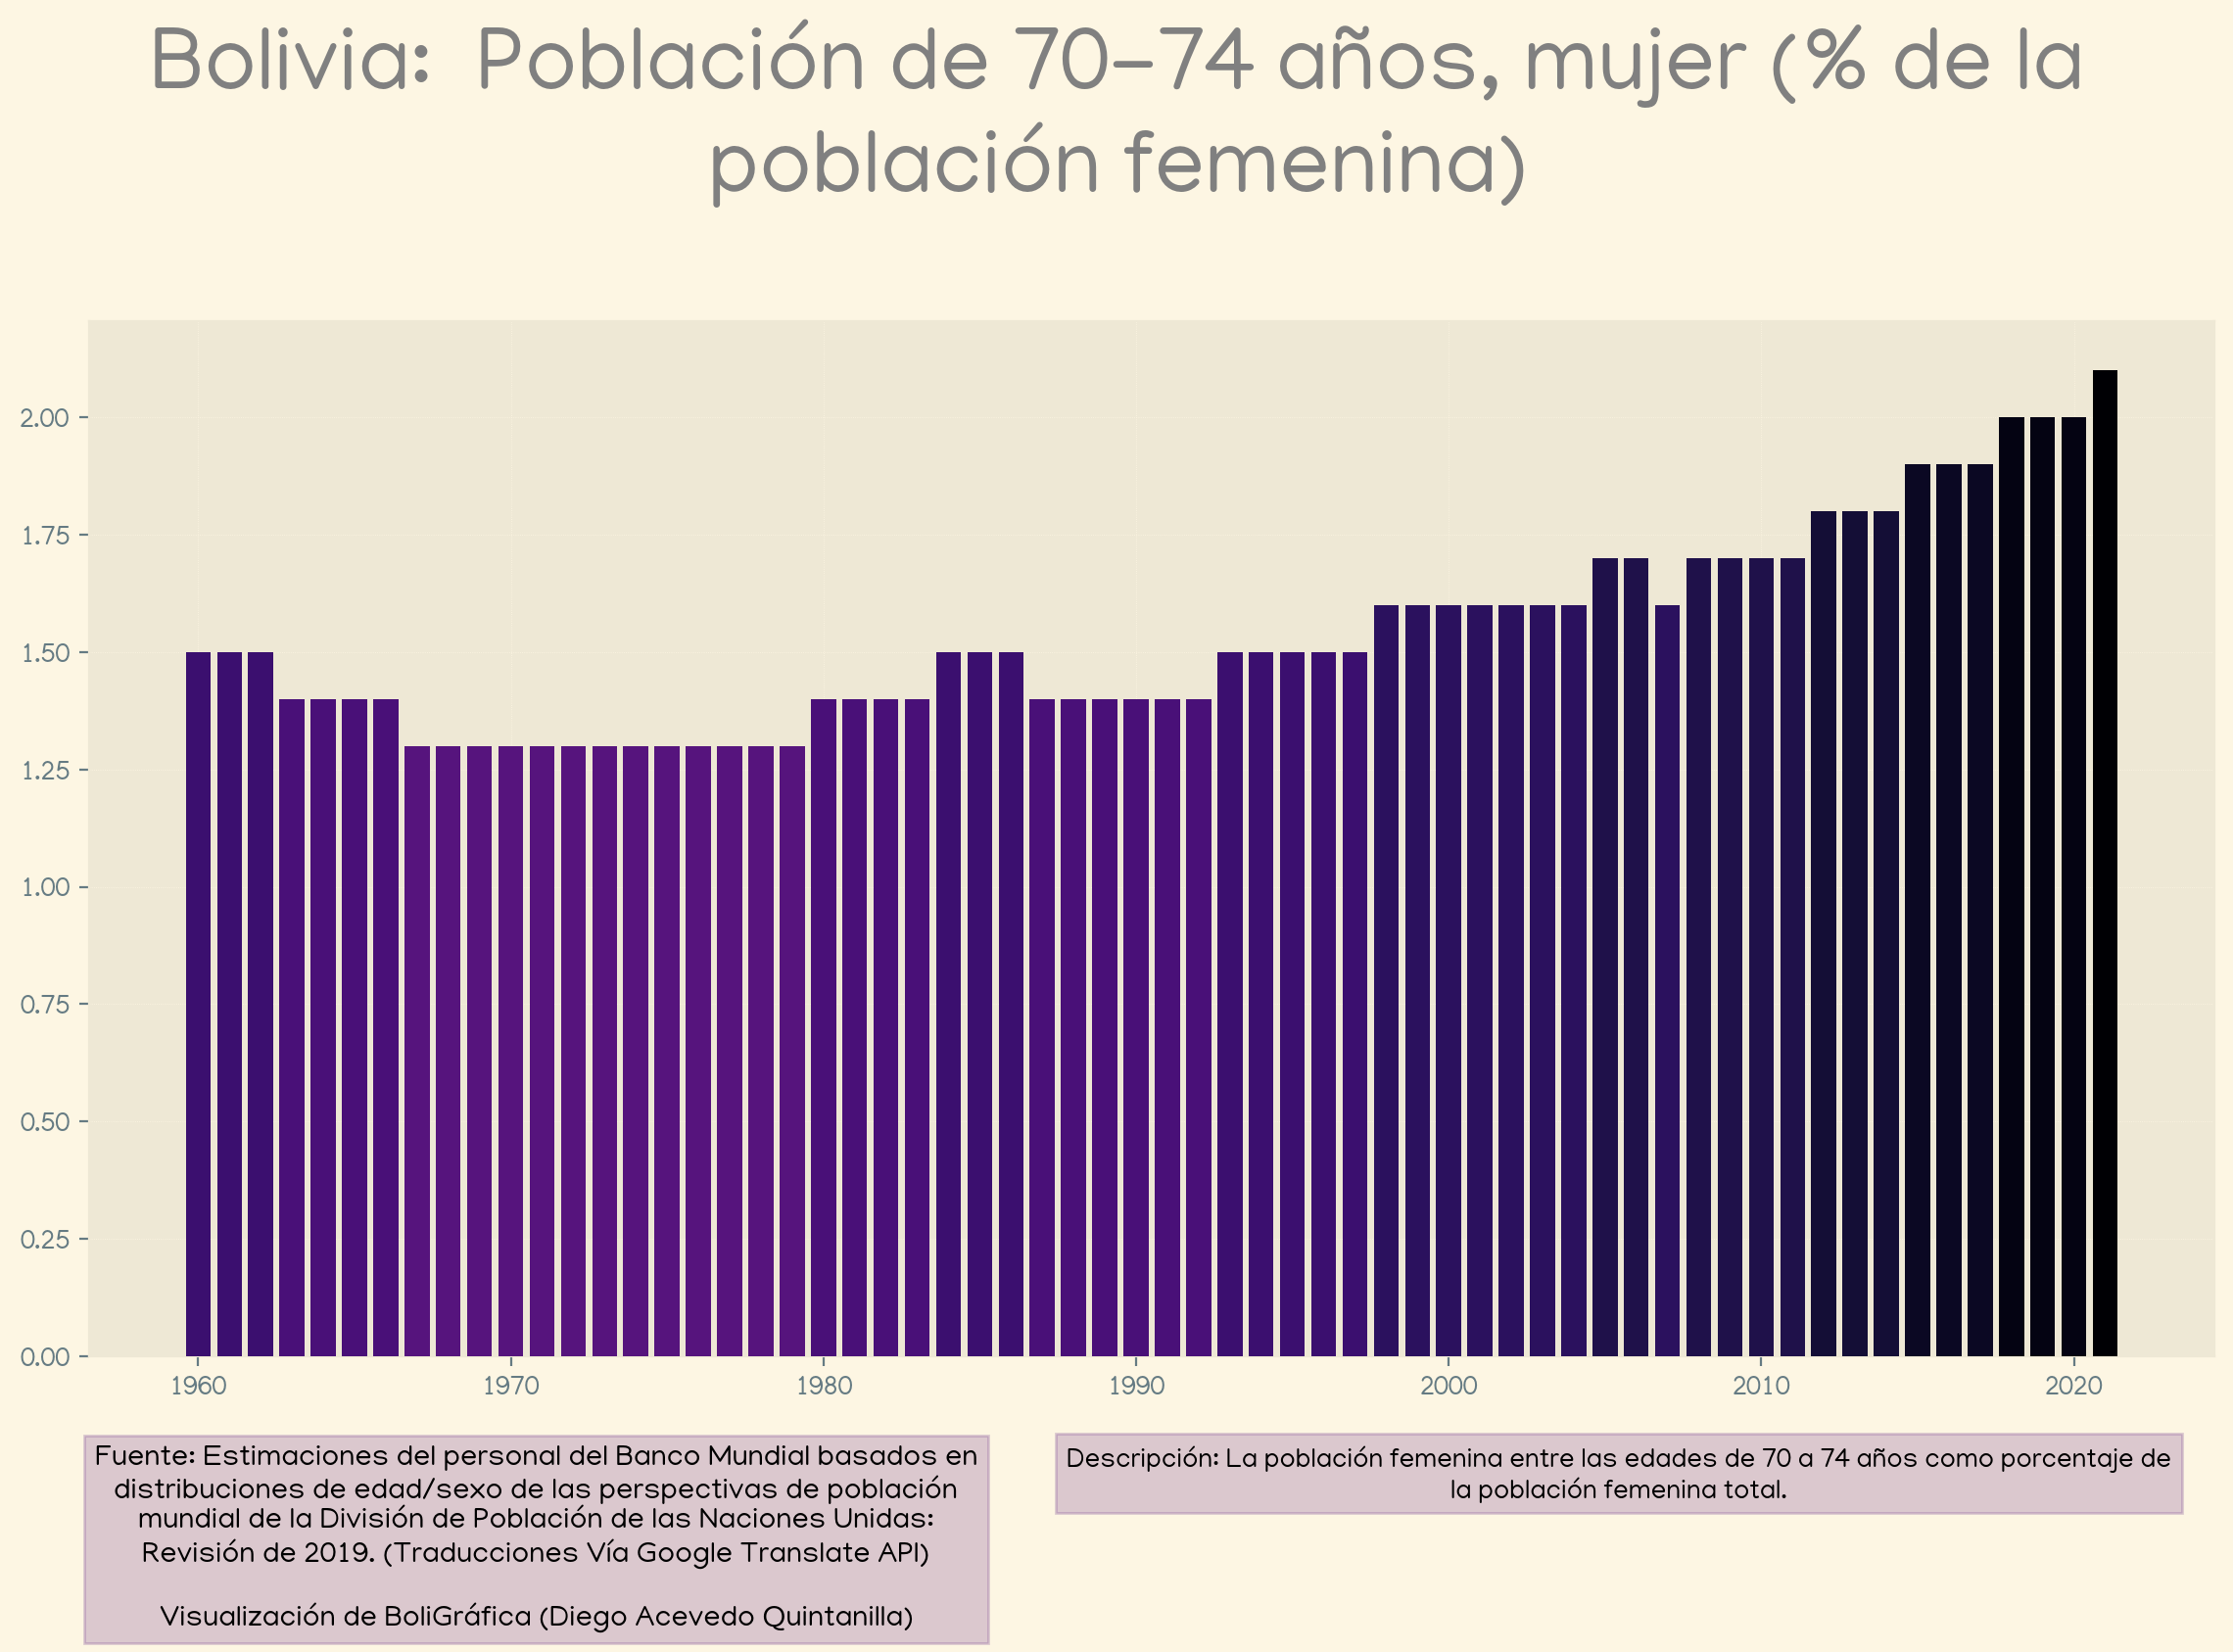 Bolivia:  Población de 70-74 años, mujer (% de la
población femenina)
2.00
1.75
1.50
1.25
1.00
0.75
0.50
0.25
0.00
1960 1970 1980 1990 2000 2010 2020
Fuente: Estimaciones del personal del Banco Mundial basados en
distribuciones de edad/sexo de las perspectivas de población
mundial de la División de Población de las Naciones Unidas:
Revisión de 2019. (Traducciones Vía Google Translate API)
Visualización de BoliGráfica (Diego Acevedo Quintanilla)
Descripción: La población femenina entre las edades de 70 a 74 años como porcentaje de
la población femenina total.